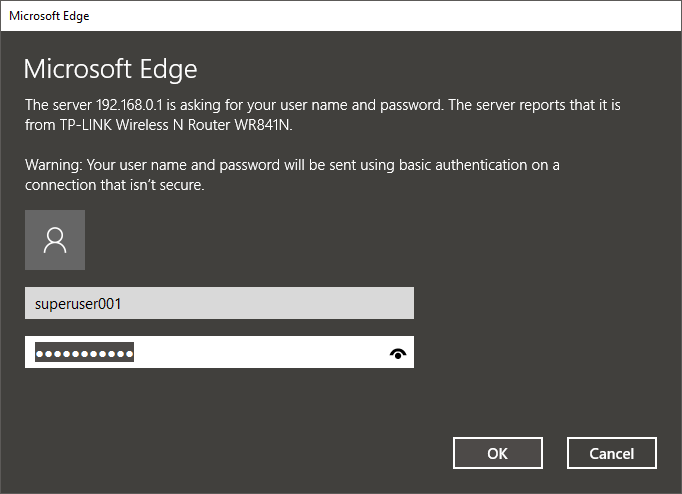 Microsoft Edge
Microsoft Edge
The server 192.168.0.1 is asking for your user name and password. The server reports that it is
from TP-LINK Wireless N Router WR841N.
Warning: Your user name and password will be sent using basic authentication on a
connection that isn't secure.
superuser001
●●●●●●●●●●●
OK
Cancel